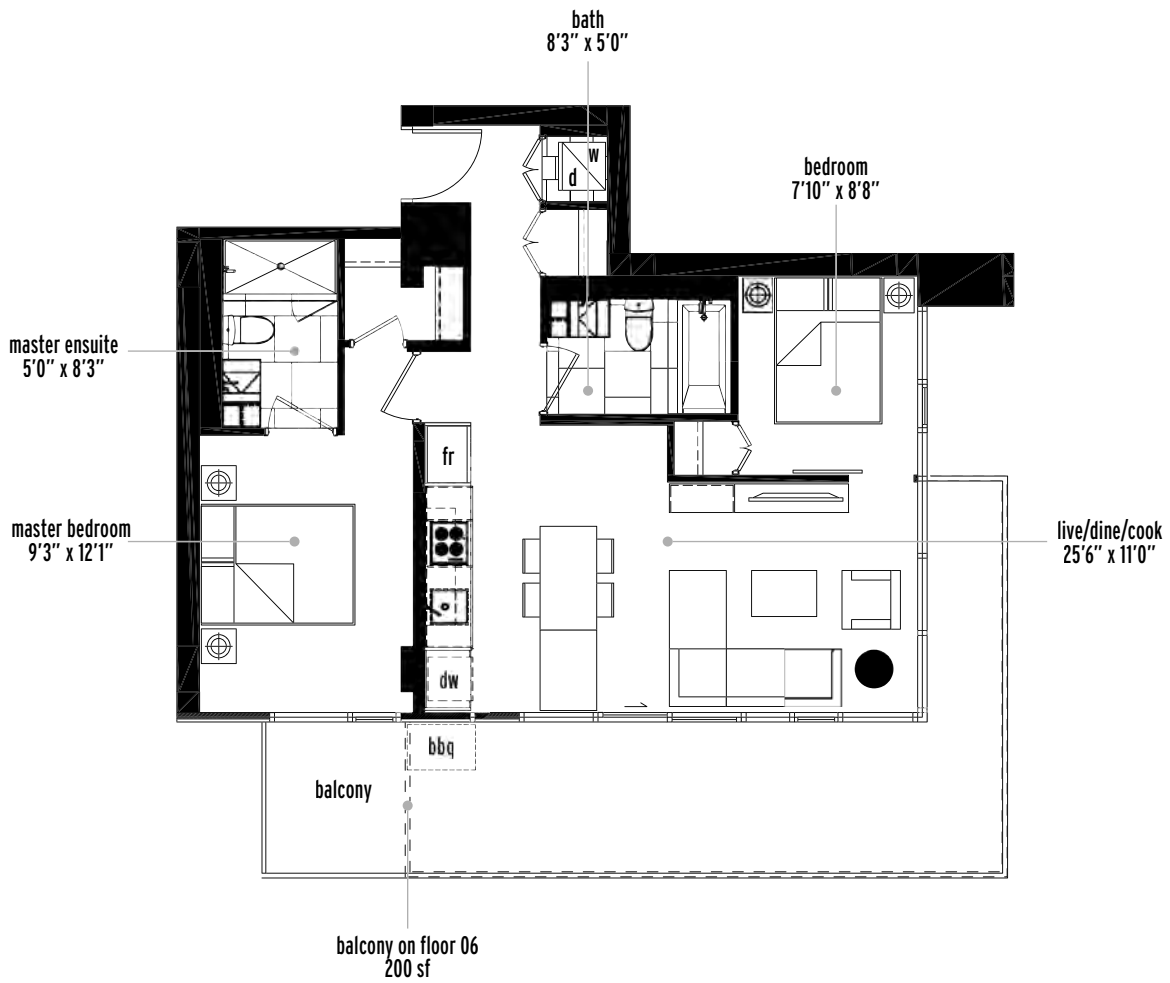 bath
8'3" x 5'0"
w
d
bedroom
7'10" x 8'8"
master ensuite
5'0" x 8'3"
fr
master bedroom
9'3" x 12'1"
live/dine/cook
25'6" x 11'0"
dw
bbq
balcony
balcony on floor 06
200 sf